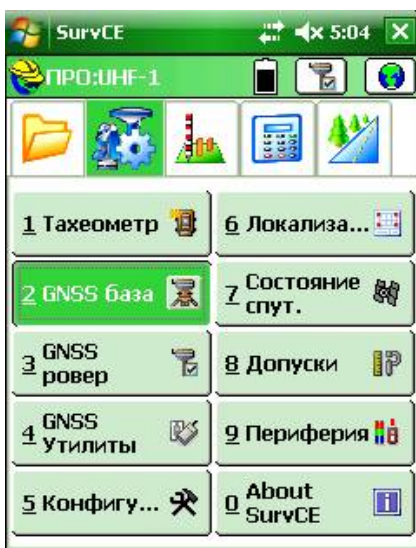 SurvCE 5:04
ПРО:UHF-1
1 Тахеометр
6 Локализа...
2 GNSS база
7 Состояние
спут.
3 GNSS
ровер
8 Допуски
4 GNSS
Утилиты
9 Периферия
5 Конфигу...
0 About
SurvCE